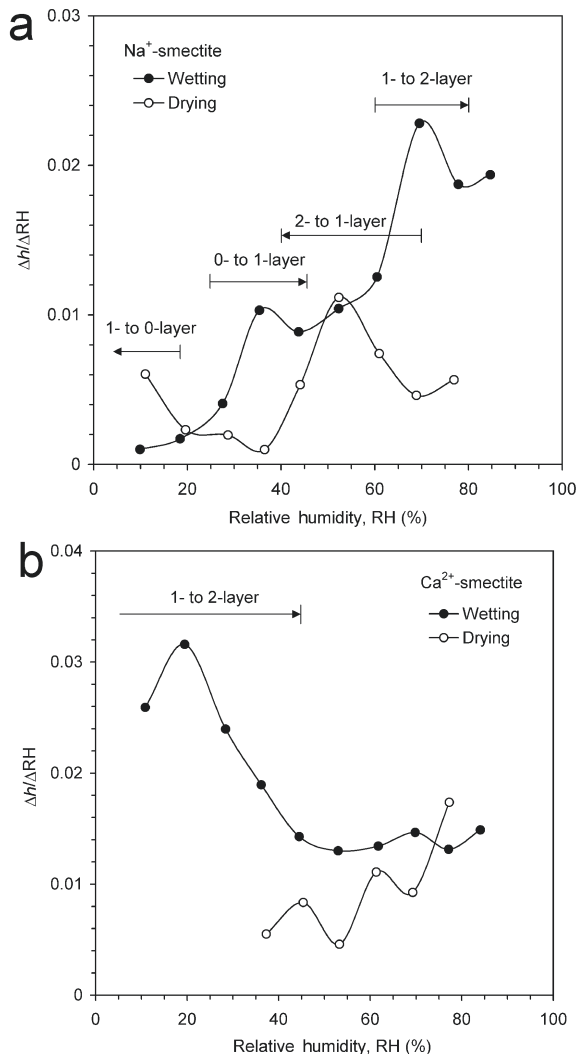 a
0.03
Na⁺-smectite
Wetting
Drying
1- to 2-layer
0.02
Δh/ΔRH
2- to 1-layer
0- to 1-layer
0.01
1- to 0-layer
0
0 20 40 60 80 100
Relative humidity, RH (%)
b
0.04
1- to 2-layer
Ca²⁺-smectite
Wetting
Drying
0.03
Δh/ΔRH
0.02
0.01
0
0 20 40 60 80 100
Relative humidity, RH (%)